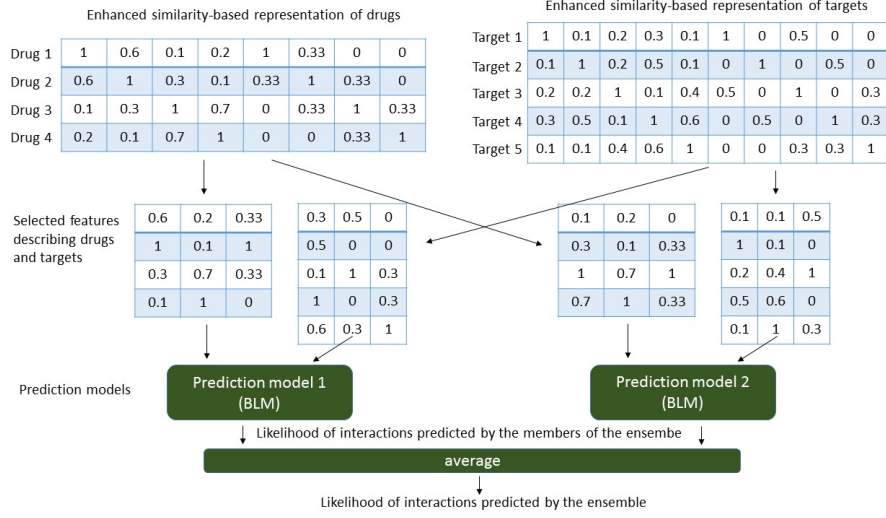 Enhanced similarity-based representation of drugs
Drug 1 1 0.6 0.1 0.2 1 0.33 0 0
Drug 2 0.6 1 0.3 0.1 0.33 1 0.33 0
Drug 3 0.1 0.3 1 0.7 0 0.33 1 0.33
Drug 4 0.2 0.1 0.7 1 0 0 0.33 1
Enhanced similarity-based representation of targets
Target 1 1 0.1 0.2 0.3 0.1 1 0 0.5 0 0
Target 2 0.1 1 0.2 0.5 0.1 0 1 0 0.5 0
Target 3 0.2 0.2 1 0.1 0.4 0.5 0 1 0 0.3
Target 4 0.3 0.5 0.1 1 0.6 0 0.5 0 1 0.3
Target 5 0.1 0.1 0.4 0.6 1 0 0 0.3 0.3 1
Selected features
describing drugs
and targets
0.6 0.2 0.33
1 0.1 1
0.3 0.7 0.33
0.1 1 0
0.3 0.5 0
0.5 0 0
0.1 1 0.3
1 0 0.3
0.6 0.3 1
0.1 0.2 0
0.3 0.1 0.33
1 0.7 1
0.7 1 0.33
0.1 0.1 0.5
1 0.1 0
0.2 0.4 1
0.5 0.6 0
0.1 1 0.3
Prediction models
Prediction model 1
(BLM)
Prediction model 2
(BLM)
Likelihood of interactions predicted by the members of the ensembe
average
Likelihood of interactions predicted by the ensemble